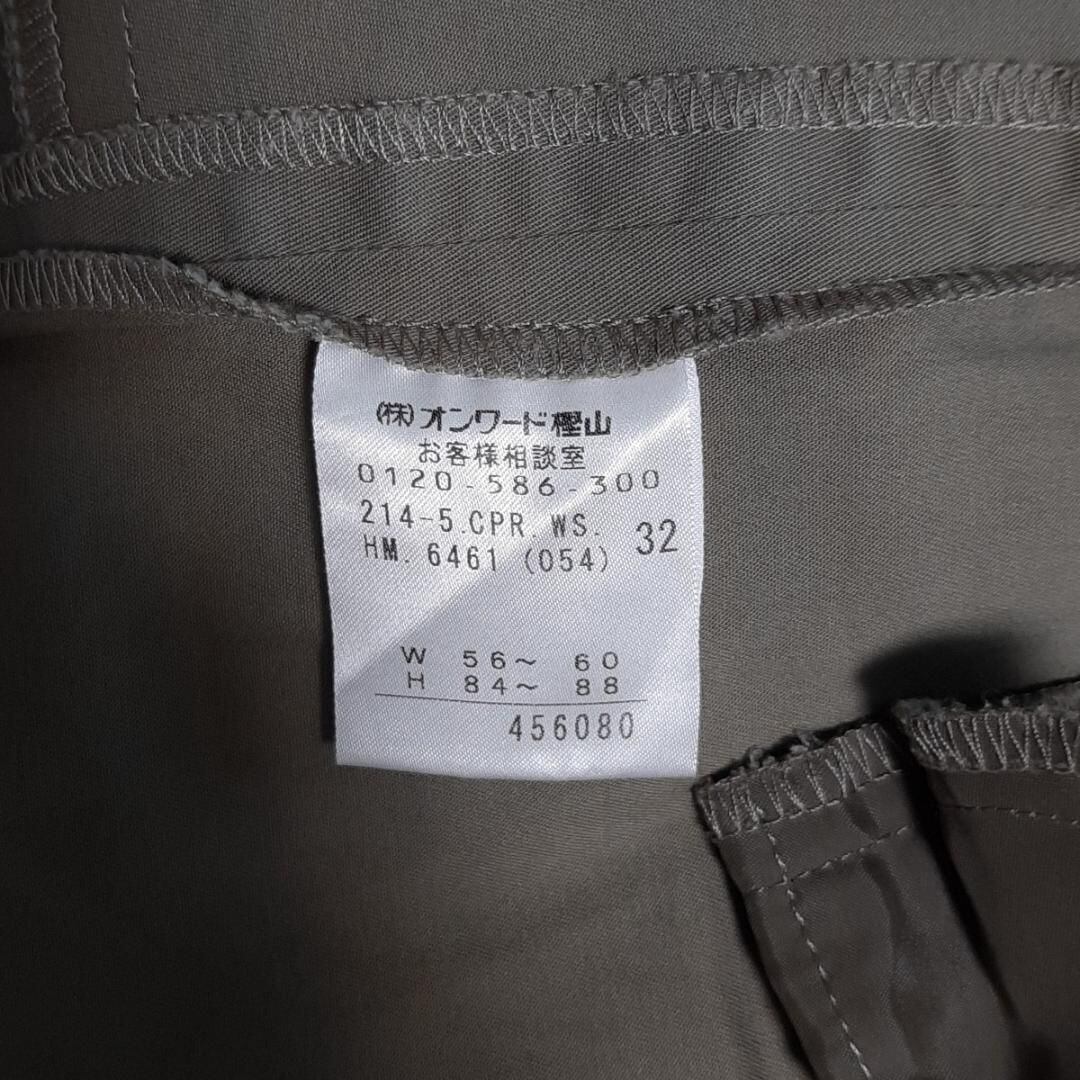 (株)オンワード樫山
お客様相談室
0120-586-300
214-5.CPR.WS.
HM. 6461 (054) 32
W 56〜 60
H 84〜 88
456080